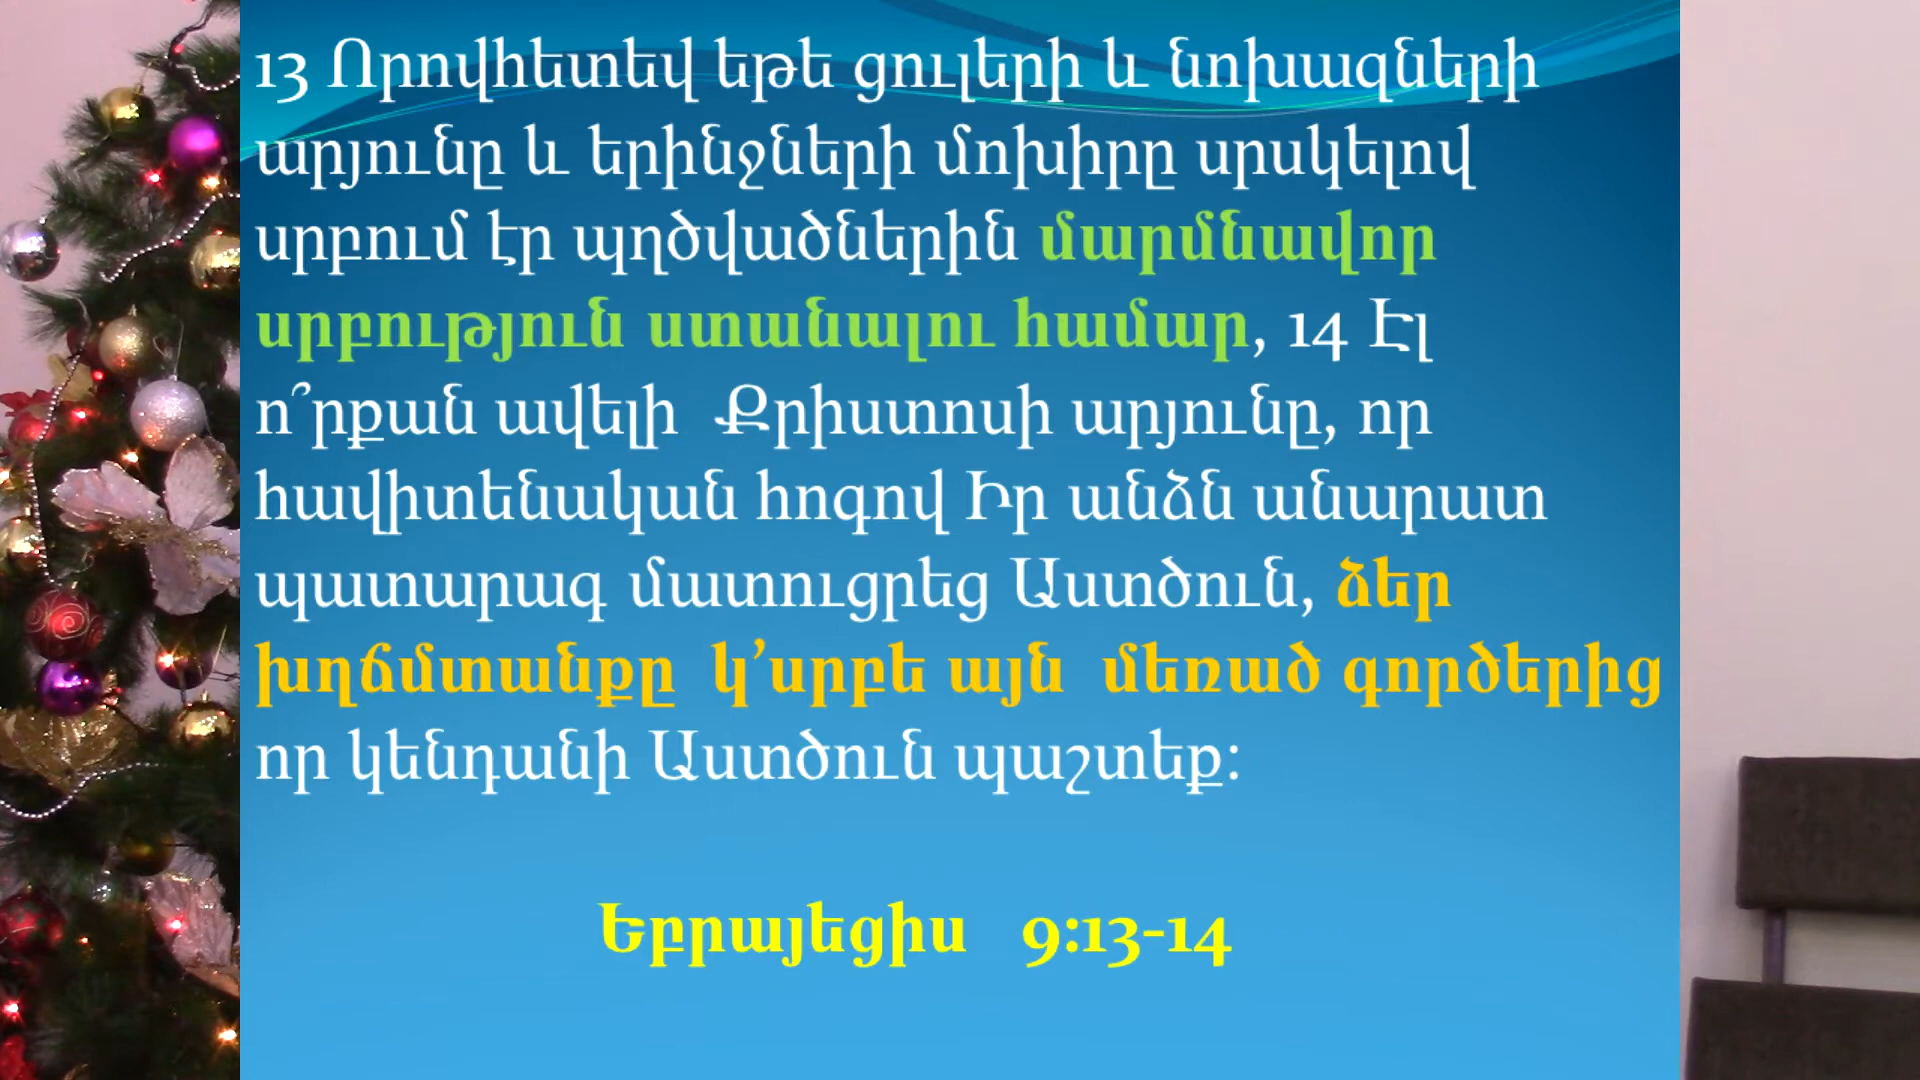 13 Որովհետեվ եթե ցուլերի և նոխազների
արյունը և երինջների մոխիրը սրսկելով
սրբում էր պղծվածներին մարմնավոր
սրբություն ստանալու համար, 14 Էլ
ո՞րքան ավելի Քրիստոսի արյունը, որ
հավիտենական հոգով Իր անձն անարատ
պատարագ մատուցրեց Աստծուն, ձեր
խղճմտանքը կ’սրբե այն մեռած գործերից
որ կենդանի Աստծուն պաշտեք:
Եբրայեցիս 9:13-14